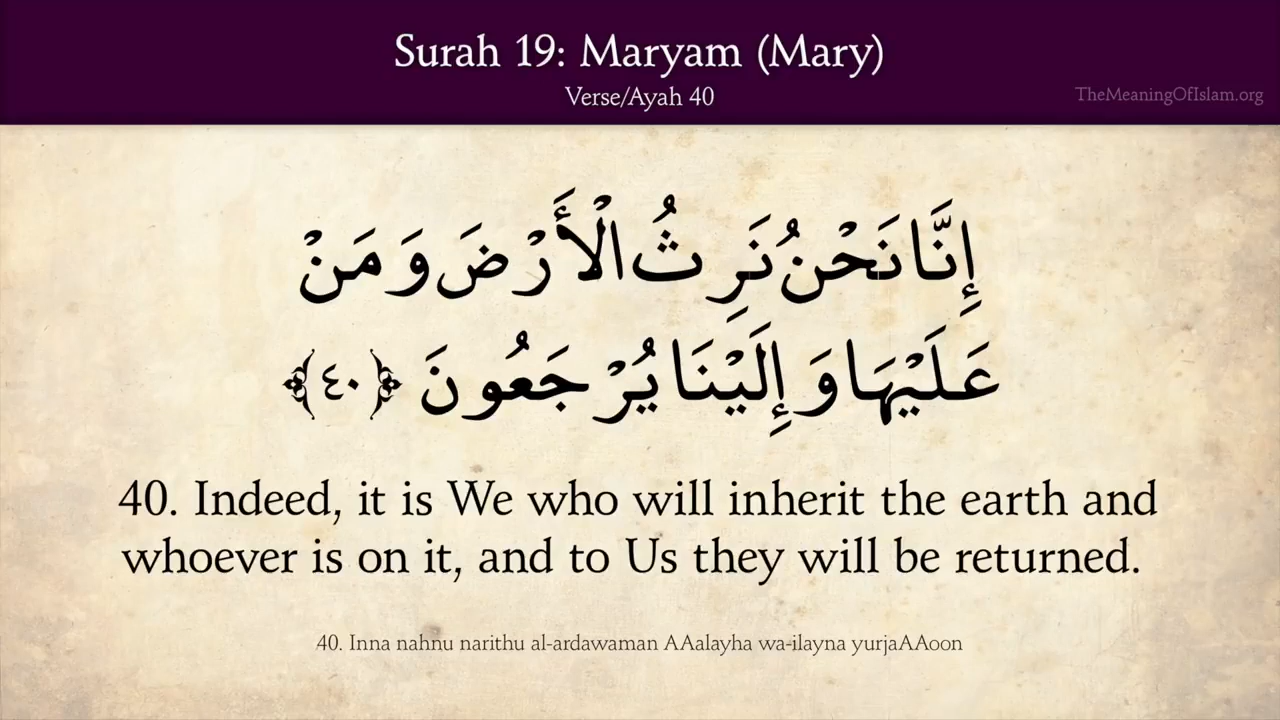 Surah 19: Maryam (Mary)
Verse/Ayah 40
TheMeaningOfIslam.org
إِنَّا نَحْنُ نَرِثُ الْأَرْضَ وَمَنْ
عَلَيْهَا وَإِلَيْنَا يُرْجَعُونَ ﴿٤٠﴾
40. Indeed, it is We who will inherit the earth and
whoever is on it, and to Us they will be returned.
40. Inna nahnu narithu al-ardawaman AAalayha wa-ilayna yurjaAAoon